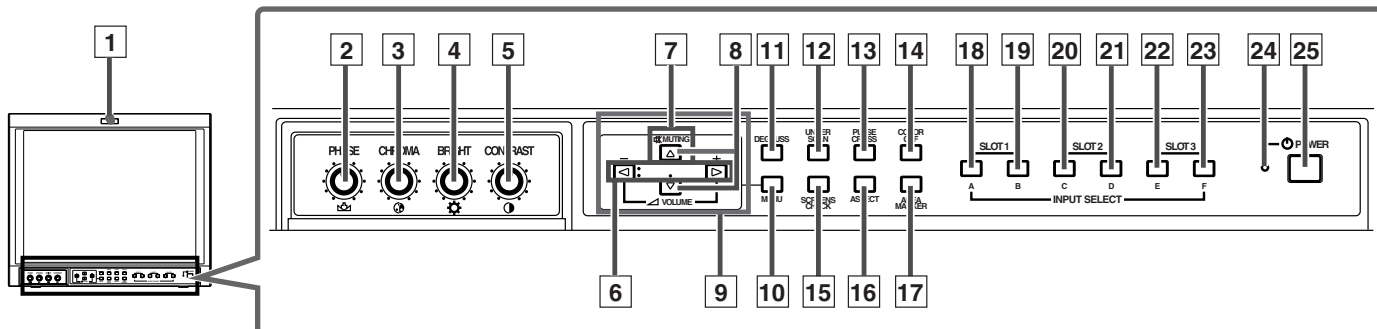 1 2 3 4 5 7 8 11 12 13 14 18 19 20 21 22 23 24 25
PHASE CHROMA BRIGHT CONTRAST
MUTING
DEGAUSS
UNDER
SCAN
PULSE
CROSS
COLOR
OFF
SLOT 1 SLOT 2 SLOT 3
POWER
– +
VOLUME
MENU
SCREENS
CHECK
ASPECT
AREA
MARKER
A B C D E F
INPUT SELECT
6 9 10 15 16 17